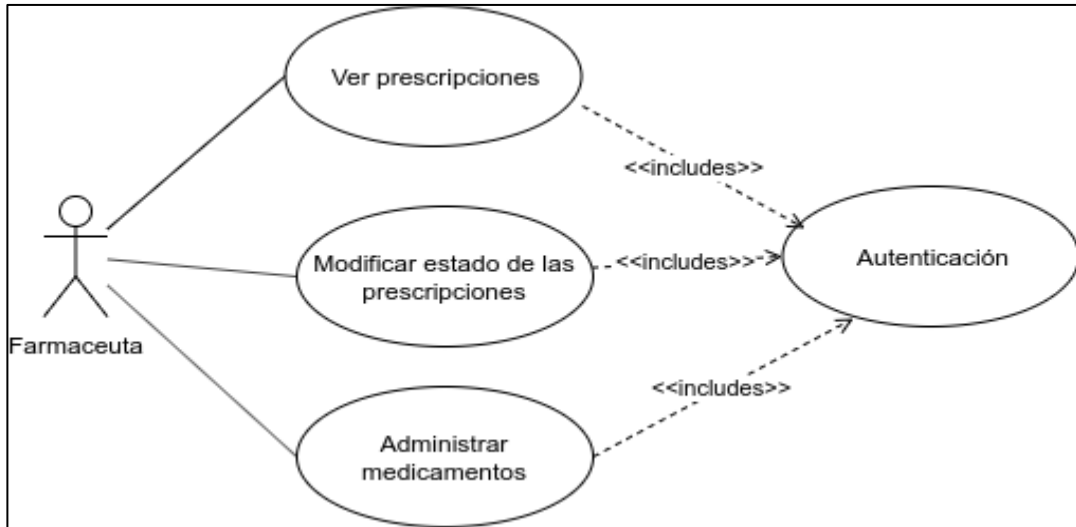 Ver prescripciones
<<includes>>
Modificar estado de las
prescripciones
<<includes>>
Autenticación
Farmaceuta
<<includes>>
Administrar
medicamentos